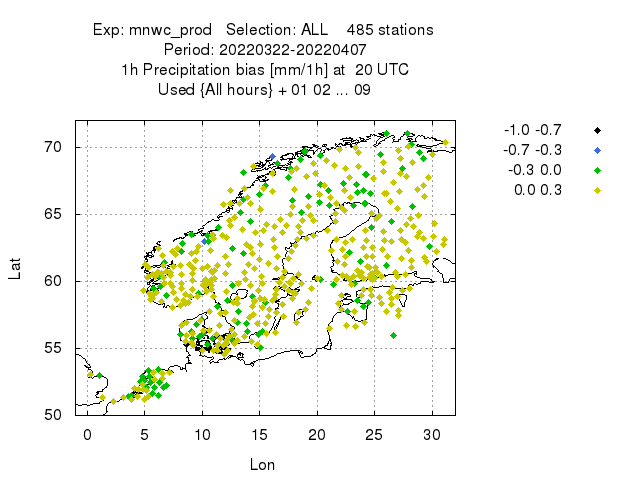 Exp: mnwc_prod   Selection: ALL    485 stations
Period: 20220322-20220407
1h Precipitation bias [mm/1h] at  20 UTC
Used {All hours} + 01 02 ... 09
-1.0 -0.7
-0.7 -0.3
-0.3 0.0
0.0 0.3
70
65
60
55
50
Lat
0 5 10 15 20 25 30
Lon